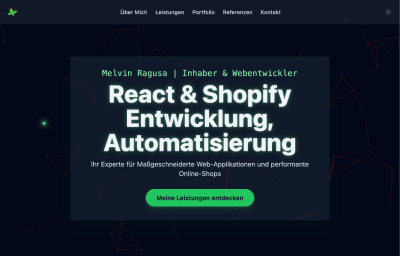 Über Mich Leistungen Portfolio Referenzen Kontakt
Melvin Ragusa | Inhaber & Webentwickler
React & Shopify
Entwicklung,
Automatisierung
Ihr Experte für Maßgeschneiderte Web-Applikationen und performante
Online-Shops
Meine Leistungen entdecken